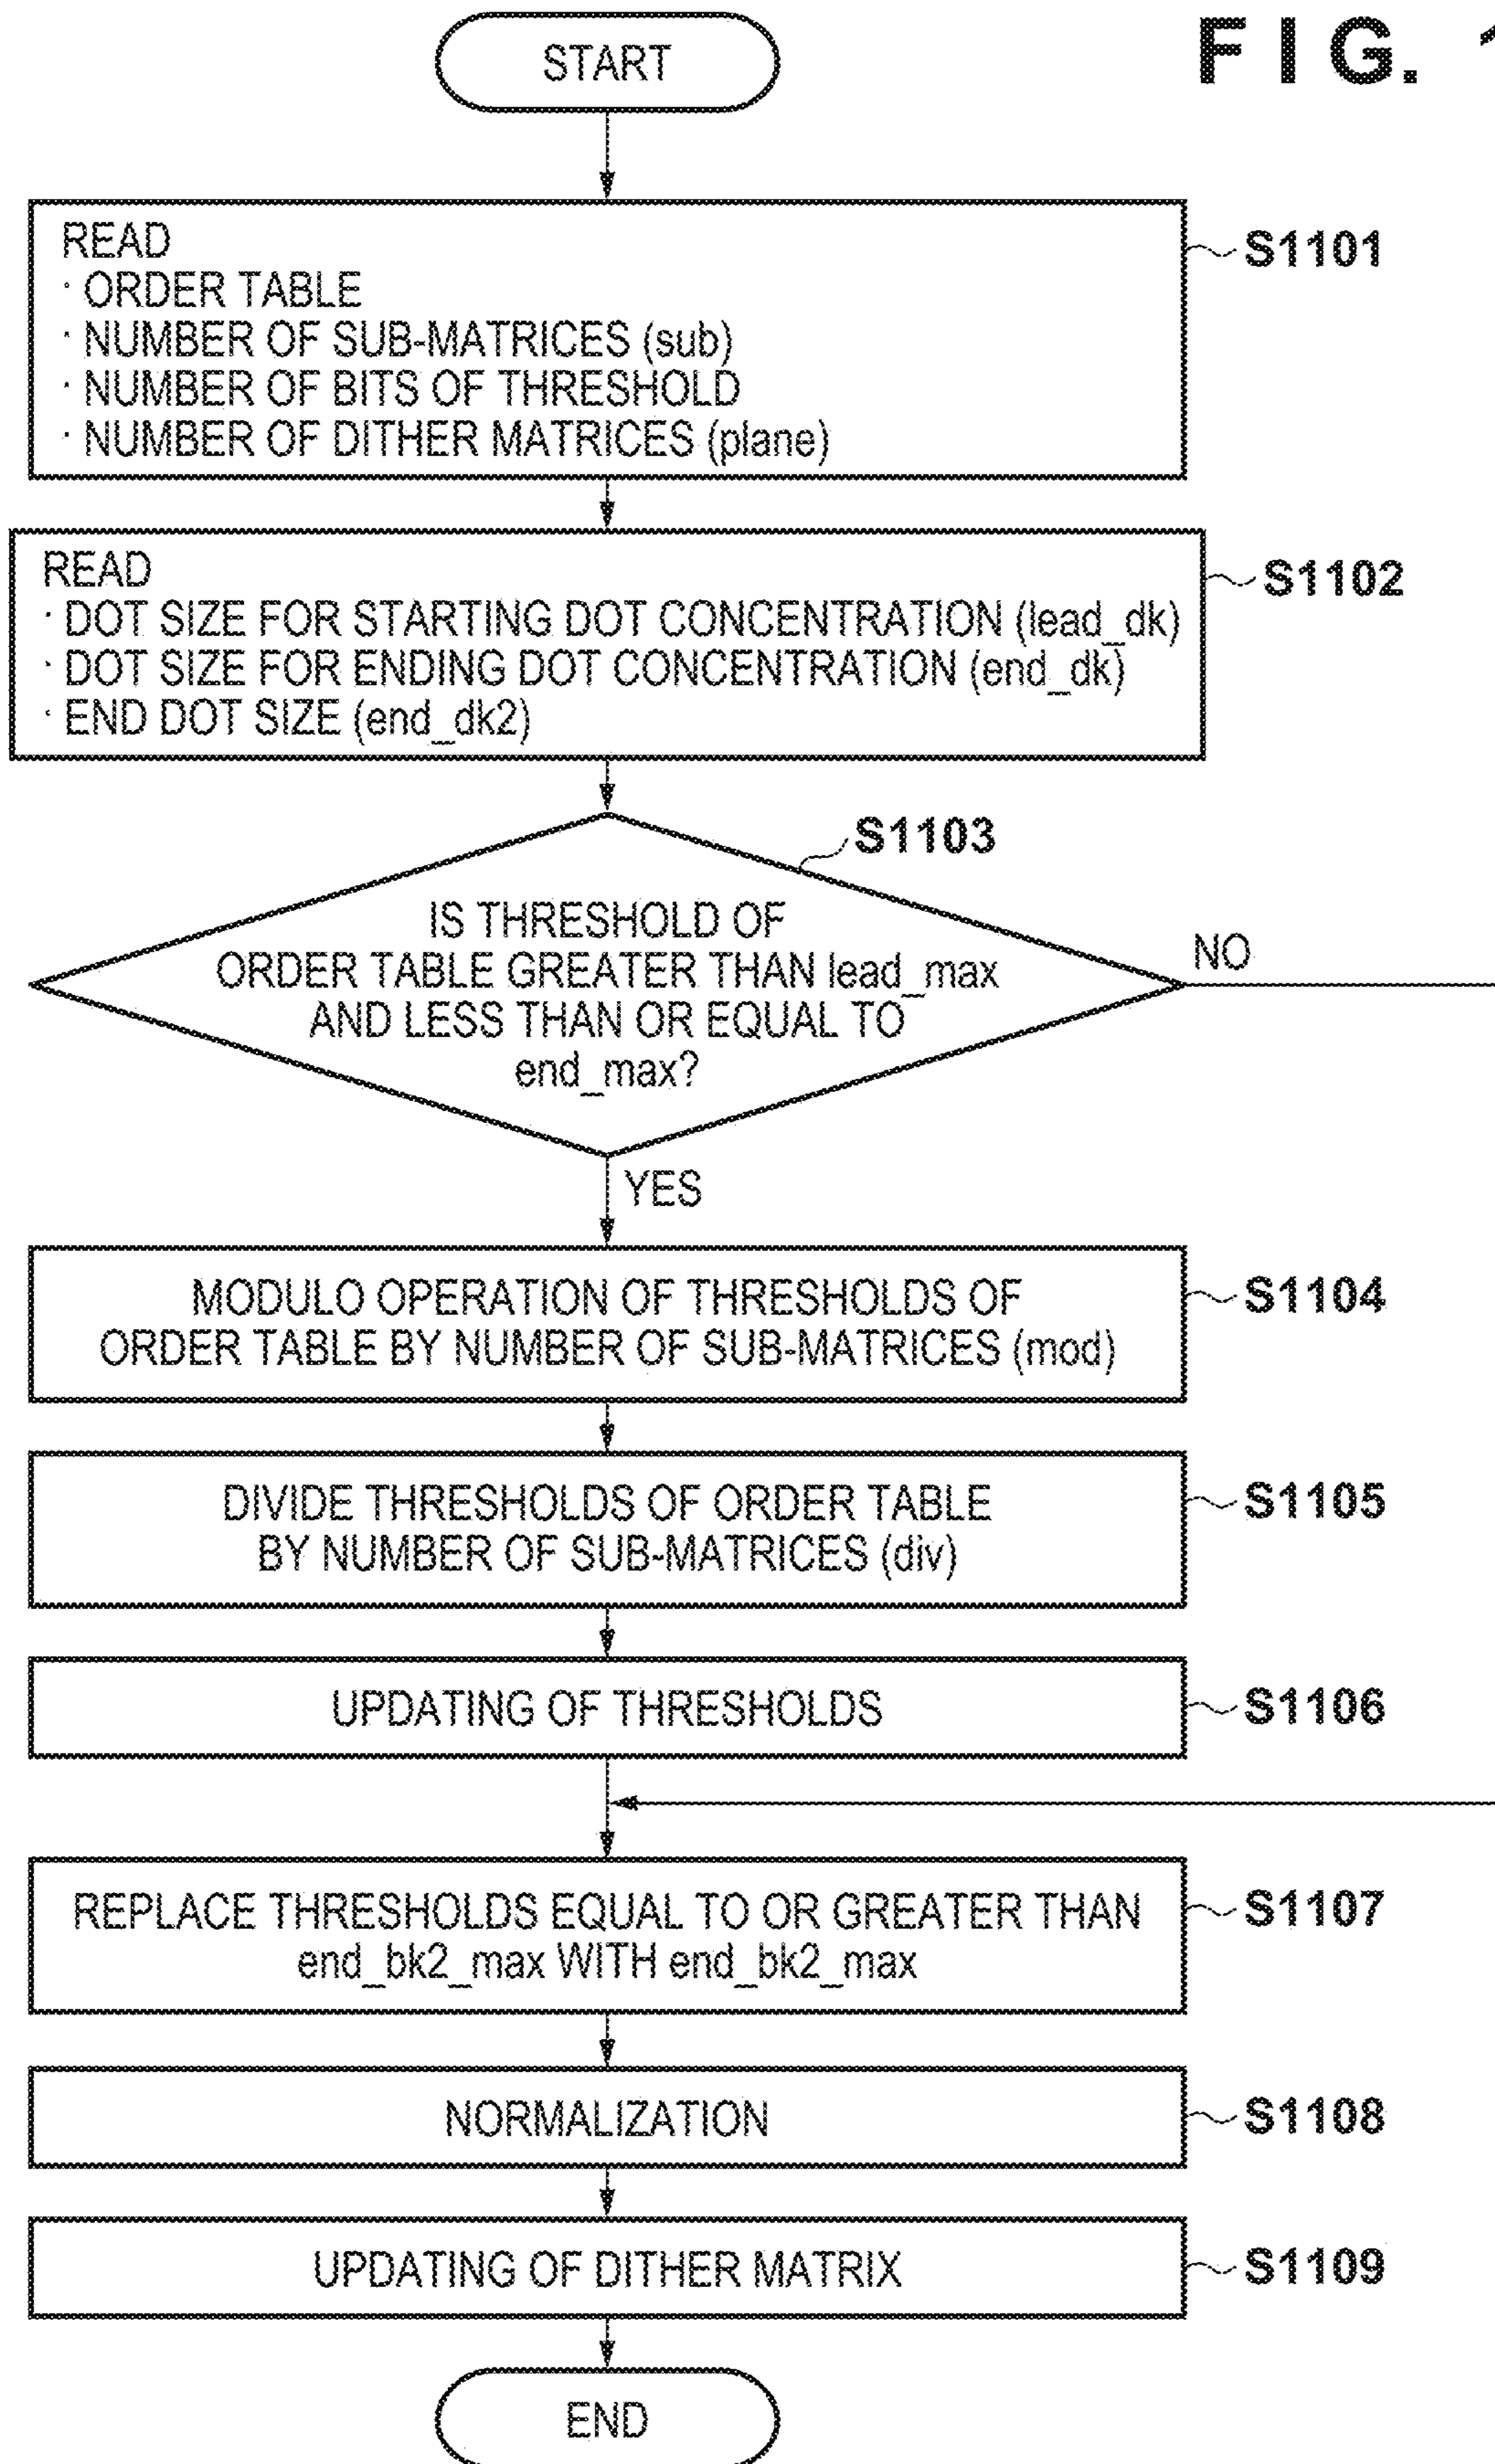 FIG. 1
START
READ
· ORDER TABLE
· NUMBER OF SUB-MATRICES (sub)
· NUMBER OF BITS OF THRESHOLD
· NUMBER OF DITHER MATRICES (plane)
S1101
READ
· DOT SIZE FOR STARTING DOT CONCENTRATION (lead_dk)
· DOT SIZE FOR ENDING DOT CONCENTRATION (end_dk)
· END DOT SIZE (end_dk2)
S1102
S1103
IS THRESHOLD OF
ORDER TABLE GREATER THAN lead_max
AND LESS THAN OR EQUAL TO
end_max?
NO
YES
MODULO OPERATION OF THRESHOLDS OF
ORDER TABLE BY NUMBER OF SUB-MATRICES (mod)
S1104
DIVIDE THRESHOLDS OF ORDER TABLE
BY NUMBER OF SUB-MATRICES (div)
S1105
UPDATING OF THRESHOLDS
S1106
REPLACE THRESHOLDS EQUAL TO OR GREATER THAN
end_bk2_max WITH end_bk2_max
S1107
NORMALIZATION
S1108
UPDATING OF DITHER MATRIX
S1109
END